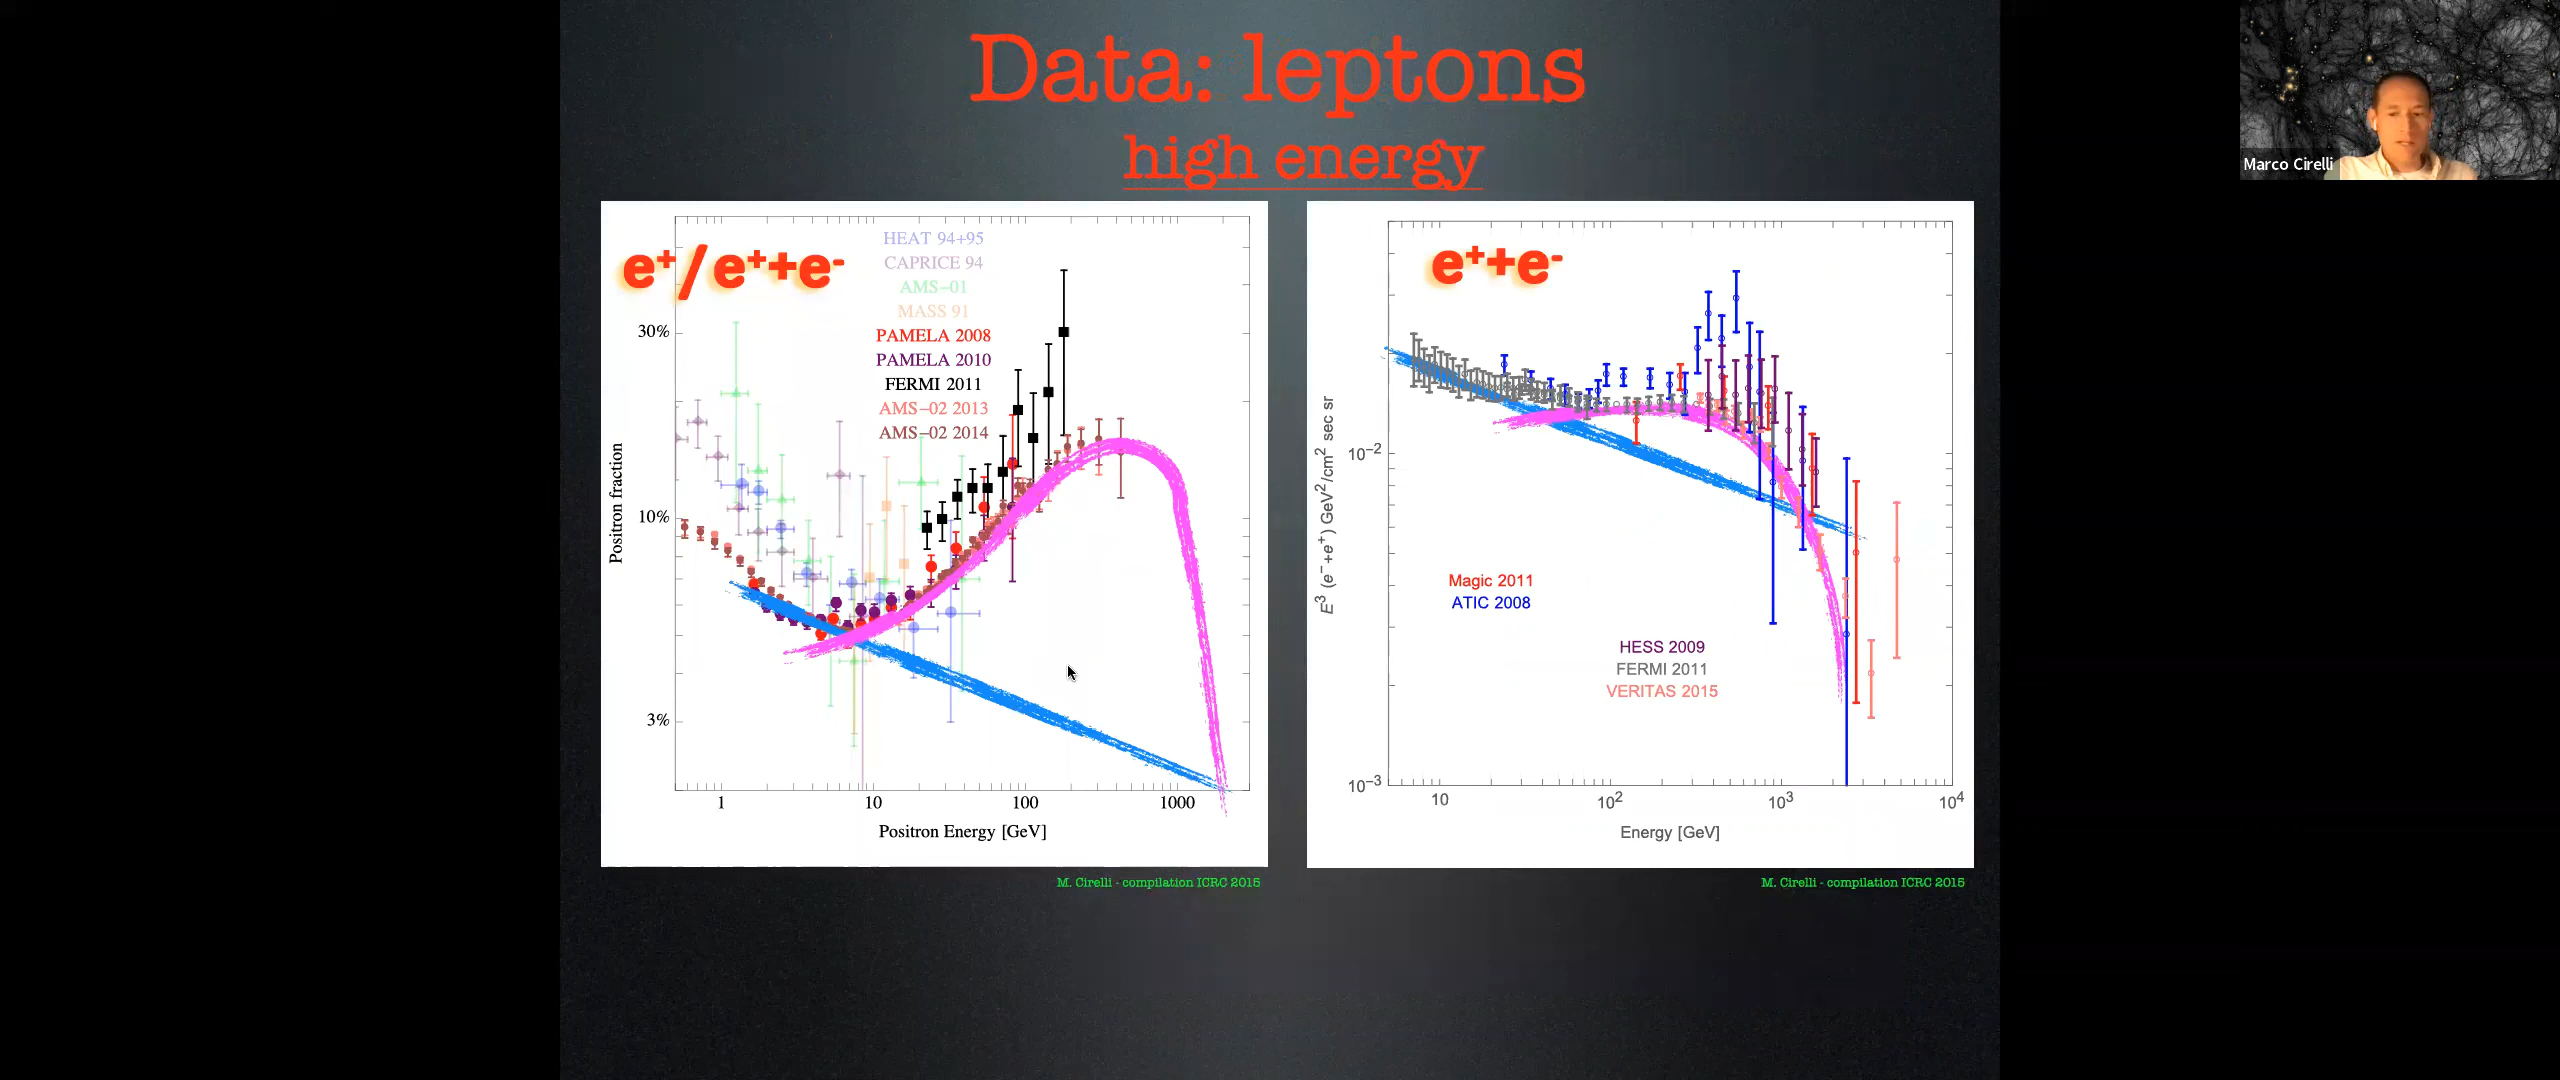 Data: leptons
high energy
Marco Cirelli
e⁺/e⁺+e⁻
HEAT 94+95
CAPRICE 94
AMS−01
MASS 91
PAMELA 2008
PAMELA 2010
FERMI 2011
AMS−02 2013
AMS−02 2014
30%
10%
3%
Positron fraction
1
10
100
1000
Positron Energy [GeV]
M. Cirelli - compilation ICRC 2015
e⁺+e⁻
10⁻²
10⁻³
E³ (e⁻+e⁺) GeV²/cm² sec sr
Magic 2011
ATIC 2008
HESS 2009
FERMI 2011
VERITAS 2015
10
10²
10³
10⁴
Energy [GeV]
M. Cirelli - compilation ICRC 2015